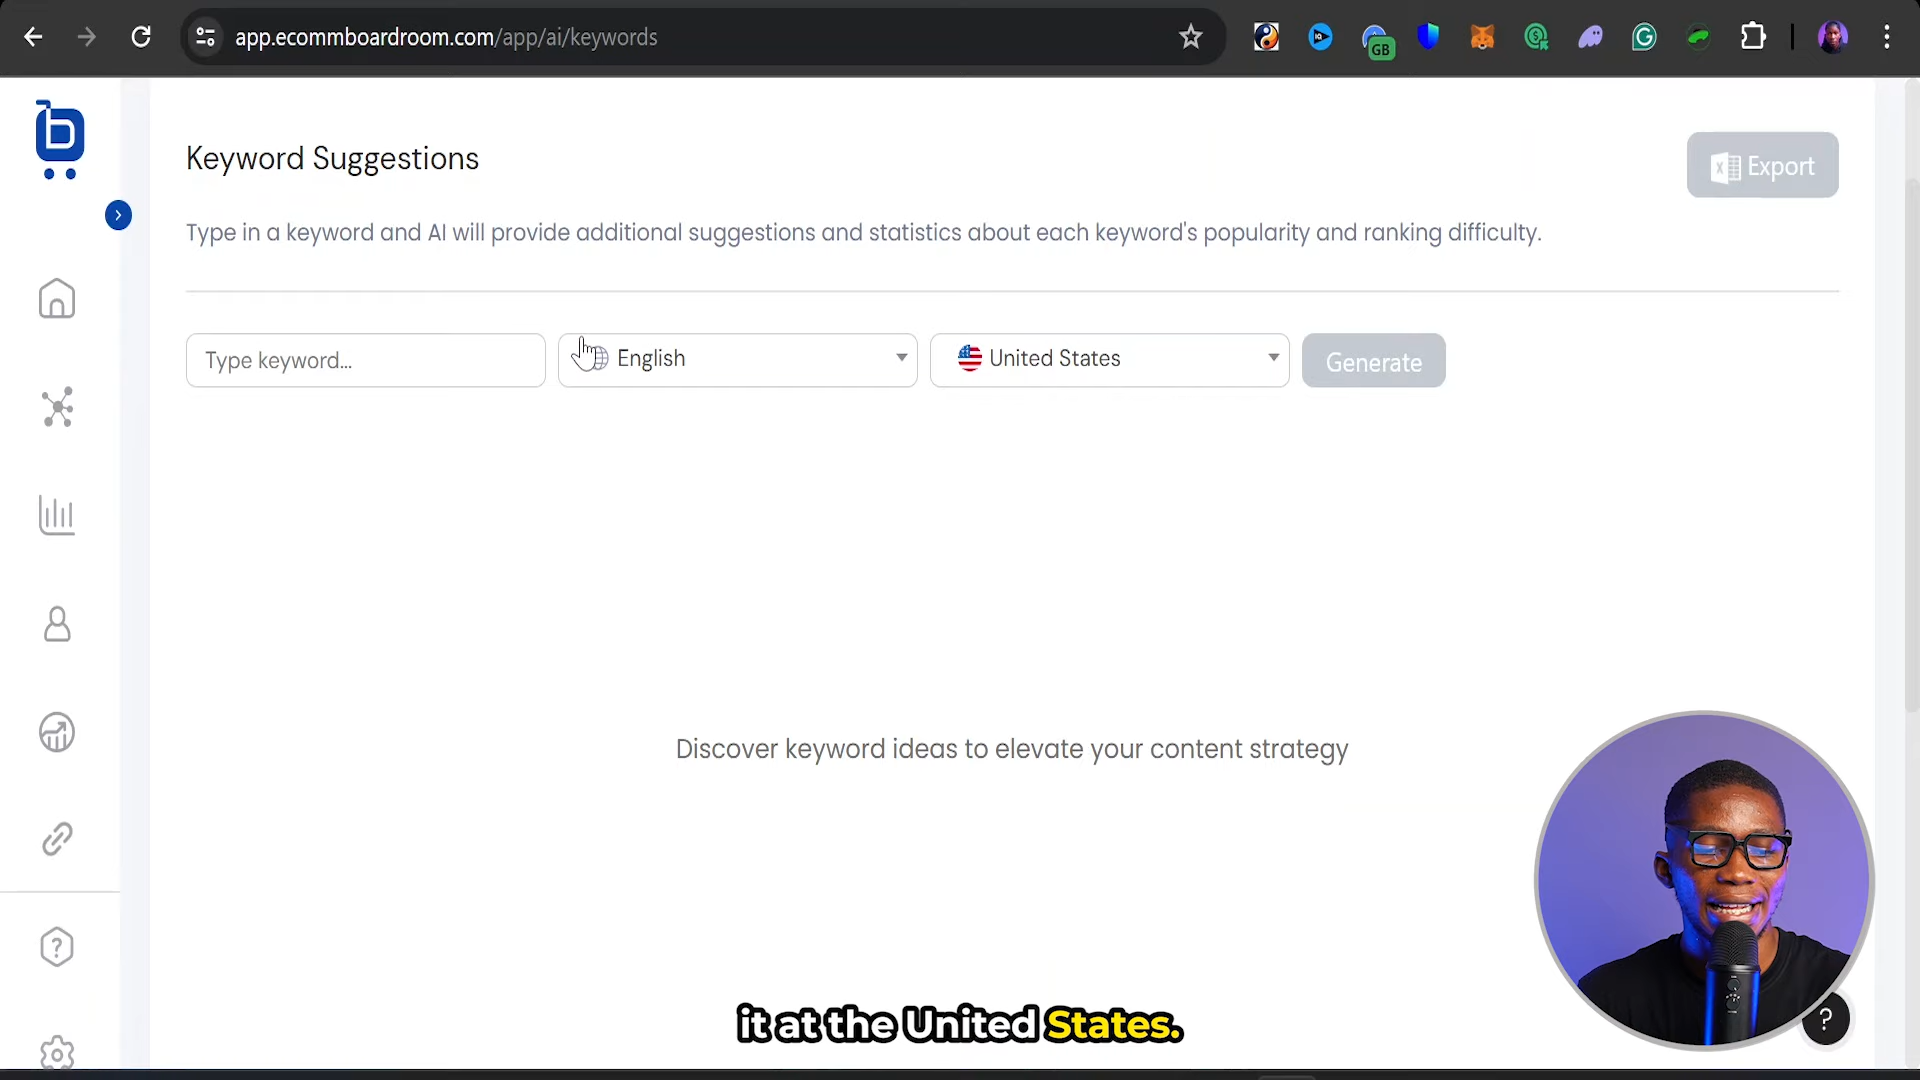 app.ecommboardroom.com/app/ai/keywords
GB
b
Keyword Suggestions
Export
Type in a keyword and AI will provide additional suggestions and statistics about each keyword's popularity and ranking difficulty.
Type keyword...
English
United States
Generate
Discover keyword ideas to elevate your content strategy
it at the United States.
?
?